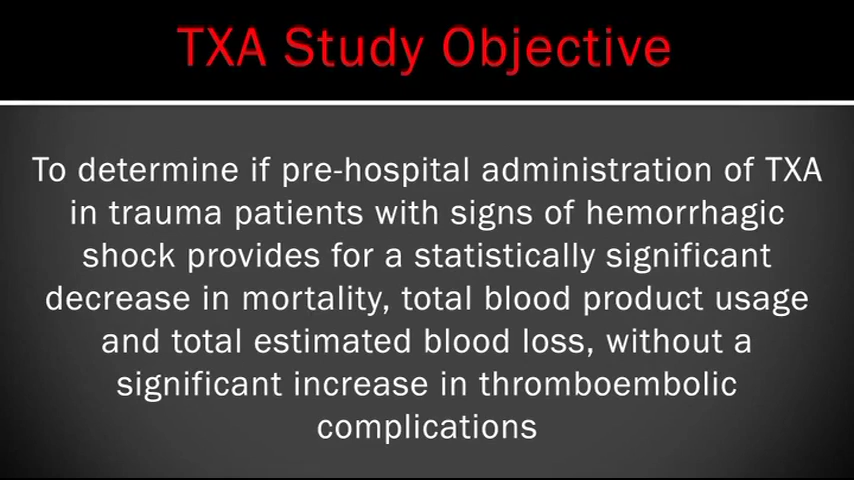 TXA Study Objective
To determine if pre-hospital administration of TXA
in trauma patients with signs of hemorrhagic
shock provides for a statistically significant
decrease in mortality, total blood product usage
and total estimated blood loss, without a
significant increase in thromboembolic
complications